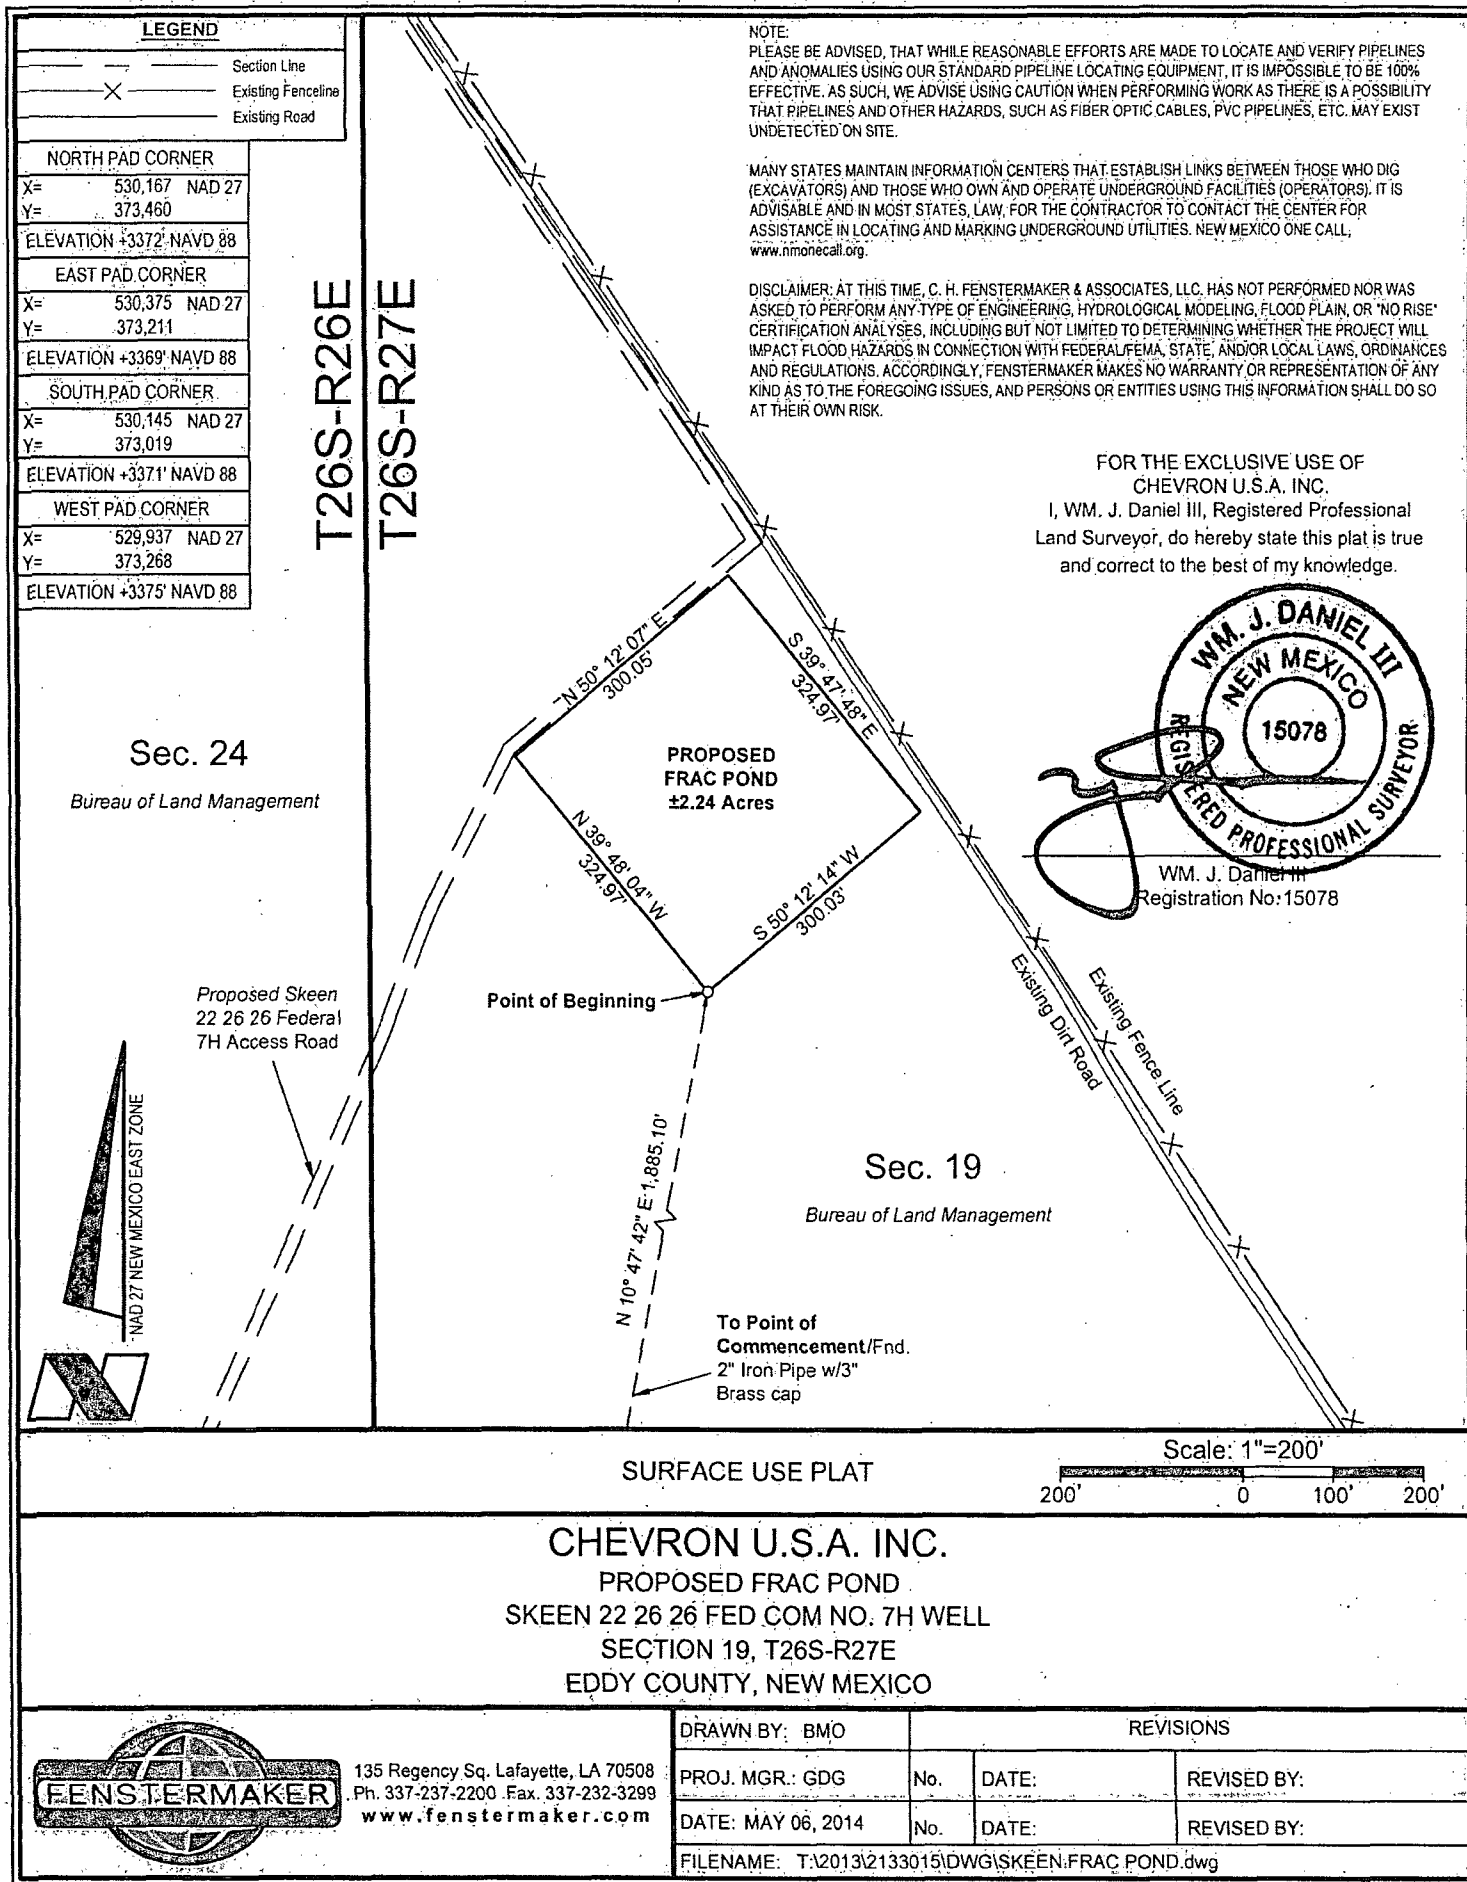 LEGEND
Section Line
Existing Fenceline
Existing Road
NORTH PAD CORNER
X= 530,167 NAD 27
Y= 373,460
ELEVATION +3372' NAVD 88
EAST PAD CORNER
X= 530,375 NAD 27
Y= 373,211
ELEVATION +3369' NAVD 88
SOUTH PAD CORNER
X= 530,145 NAD 27
Y= 373,019
ELEVATION +3371' NAVD 88
WEST PAD CORNER
X= 529,937 NAD 27
Y= 373,268
ELEVATION +3375' NAVD 88
T26S-R26E
T26S-R27E
NOTE:
PLEASE BE ADVISED, THAT WHILE REASONABLE EFFORTS ARE MADE TO LOCATE AND VERIFY PIPELINES
AND ANOMALIES USING OUR STANDARD PIPELINE LOCATING EQUIPMENT, IT IS IMPOSSIBLE TO BE 100%
EFFECTIVE. AS SUCH, WE ADVISE USING CAUTION WHEN PERFORMING WORK AS THERE IS A POSSIBILITY
THAT PIPELINES AND OTHER HAZARDS, SUCH AS FIBER OPTIC CABLES, PVC PIPELINES, ETC. MAY EXIST
UNDETECTED ON SITE.
MANY STATES MAINTAIN INFORMATION CENTERS THAT ESTABLISH LINKS BETWEEN THOSE WHO DIG
(EXCAVATORS) AND THOSE WHO OWN AND OPERATE UNDERGROUND FACILITIES (OPERATORS). IT IS
ADVISABLE AND IN MOST STATES, LAW, FOR THE CONTRACTOR TO CONTACT THE CENTER FOR
ASSISTANCE IN LOCATING AND MARKING UNDERGROUND UTILITIES. NEW MEXICO ONE CALL,
www.nmonecall.org.
DISCLAIMER: AT THIS TIME, C. H. FENSTERMAKER & ASSOCIATES, LLC. HAS NOT PERFORMED NOR WAS
ASKED TO PERFORM ANY TYPE OF ENGINEERING, HYDROLOGICAL MODELING, FLOOD PLAIN, OR "NO RISE"
CERTIFICATION ANALYSES, INCLUDING BUT NOT LIMITED TO DETERMINING WHETHER THE PROJECT WILL
IMPACT FLOOD HAZARDS IN CONNECTION WITH FEDERAL/FEMA, STATE, AND/OR LOCAL LAWS, ORDINANCES
AND REGULATIONS. ACCORDINGLY, FENSTERMAKER MAKES NO WARRANTY OR REPRESENTATION OF ANY
KIND AS TO THE FOREGOING ISSUES, AND PERSONS OR ENTITIES USING THIS INFORMATION SHALL DO SO
AT THEIR OWN RISK.
FOR THE EXCLUSIVE USE OF
CHEVRON U.S.A. INC.
I, WM. J. Daniel III, Registered Professional
Land Surveyor, do hereby state this plat is true
and correct to the best of my knowledge.
WM. J. DANIEL III
NEW MEXICO
15078
REGISTERED PROFESSIONAL SURVEYOR
WM. J. Daniel III
Registration No: 15078
N 50° 12' 07" E
300.05'
S 39° 47' 48" E
324.97'
PROPOSED
FRAC POND
±2.24 Acres
N 39° 48' 04" W
324.97'
S 50° 12' 14" W
300.03'
Sec. 24
Bureau of Land Management
Point of Beginning
Proposed Skeen
22 26 26 Federal
7H Access Road
Existing Dirt Road
Existing Fence Line
NAD 27 NEW MEXICO EAST ZONE
N 10° 47' 42" E 1,885.10'
Sec. 19
Bureau of Land Management
To Point of
Commencement/Fnd.
2" Iron Pipe w/3"
Brass cap
SURFACE USE PLAT
Scale: 1"=200'
200' 0 100' 200'
CHEVRON U.S.A. INC.
PROPOSED FRAC POND
SKEEN 22 26 26 FED COM NO. 7H WELL
SECTION 19, T26S-R27E
EDDY COUNTY, NEW MEXICO
FENSTERMAKER
135 Regency Sq. Lafayette, LA 70508
Ph. 337-237-2200 Fax. 337-232-3299
www.fenstermaker.com
DRAWN BY: BMO
REVISIONS
PROJ. MGR.: GDG
No. DATE: REVISED BY:
DATE: MAY 06, 2014
No. DATE: REVISED BY:
FILENAME: T:\2013\2133015\DWG\SKEEN FRAC POND.dwg